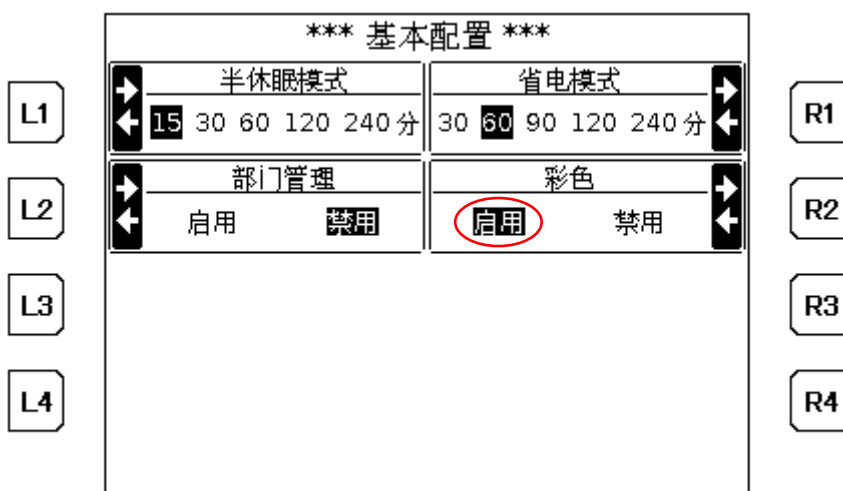 *** 基本配置 ***
半休眠模式 省电模式
L1 15 30 60 120 240 分 30 60 90 120 240 分 R1
部门管理 彩色
L2 启用 禁用 启用 禁用 R2
L3 R3
L4 R4